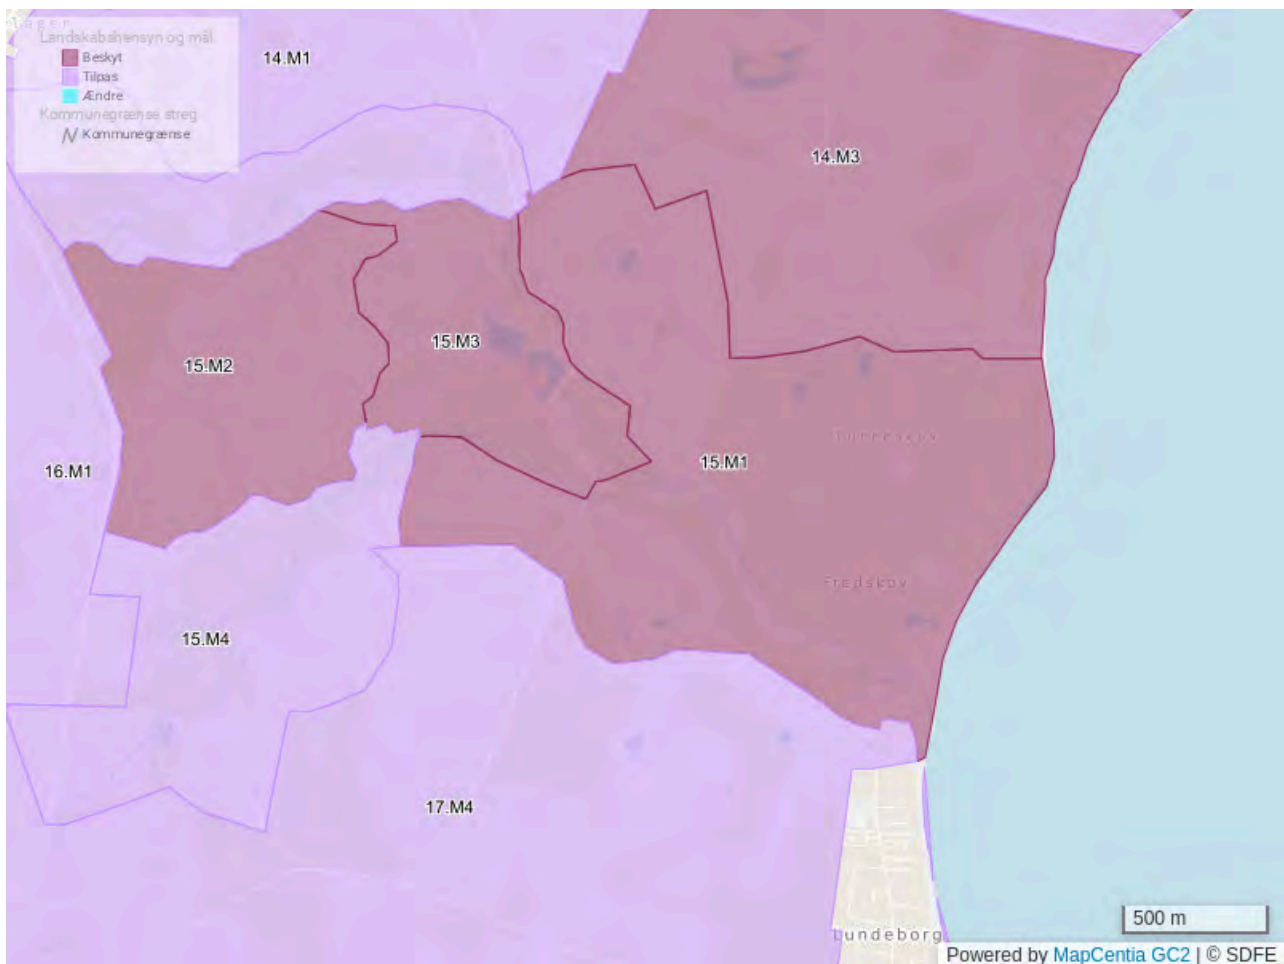 Landskabshensyn og mål
Beskyt
Tilpas
Ændre
Kommunegrænse streg
Kommunegrænse
14.M1
14.M3
15.M3
15.M2
15.M1
16.M1
Fredskov
15.M4
17.M4
500 m
Lundeborg
Powered by MapCentia GC2 | © SDFE